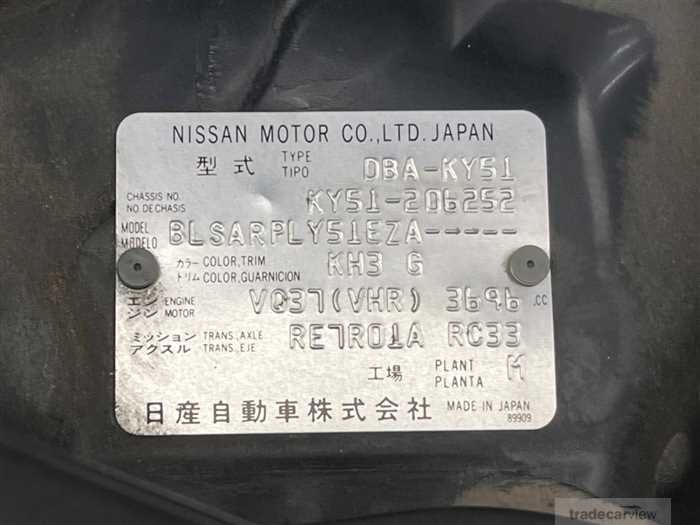 NISSAN MOTOR CO.,LTD. JAPAN
型式 TYPE TIPO DBA-KY51
CHASSIS NO. NO.DECHASIS KY51-206252
MODEL MODELO BLSARPLY51EZA-----
カラー COLOR,TRIM
トリム COLOR,GUARNICION KH3 G
エン ENGINE
ジン MOTOR VQ37(VHR) 3696 .CC
ミッション TRANS,AXLE
アクスル TRANS,EJE RE7R01A RC33
工場 PLANT PLANTA M
日産自動車株式会社 MADE IN JAPAN
89909
tradecarview